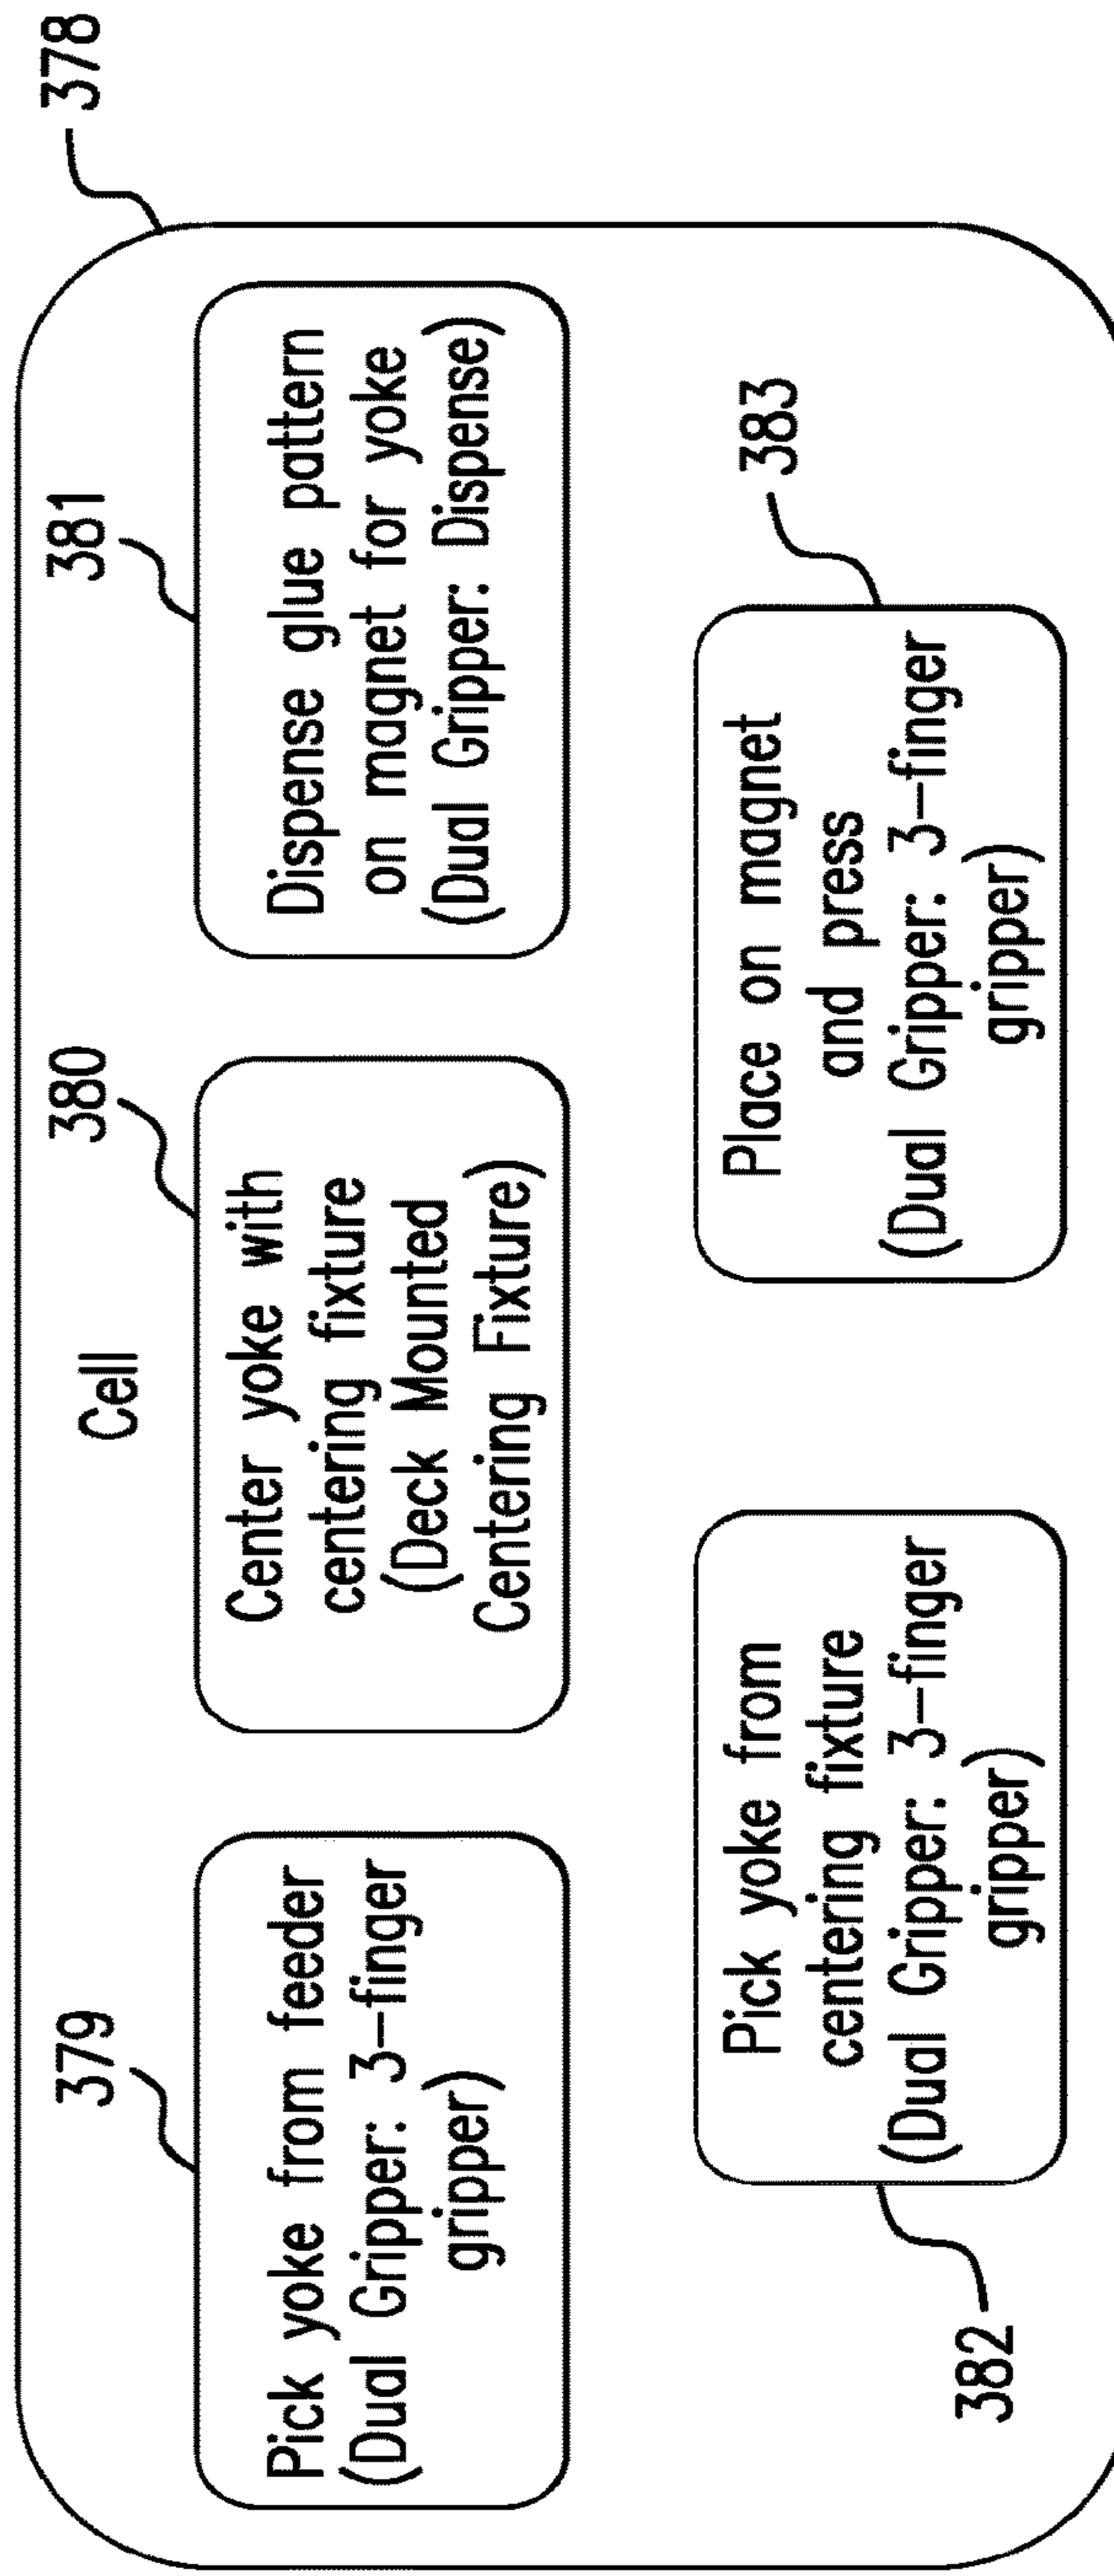 378
Cell
379
Pick yoke from feeder
(Dual Gripper: 3-finger
gripper)
380
Center yoke with
centering fixture
(Deck Mounted
Centering Fixture)
381
Dispense glue pattern
on magnet for yoke
(Dual Gripper: Dispense)
382
Pick yoke from
centering fixture
(Dual Gripper: 3-finger
gripper)
383
Place on magnet
and press
(Dual Gripper: 3-finger
gripper)